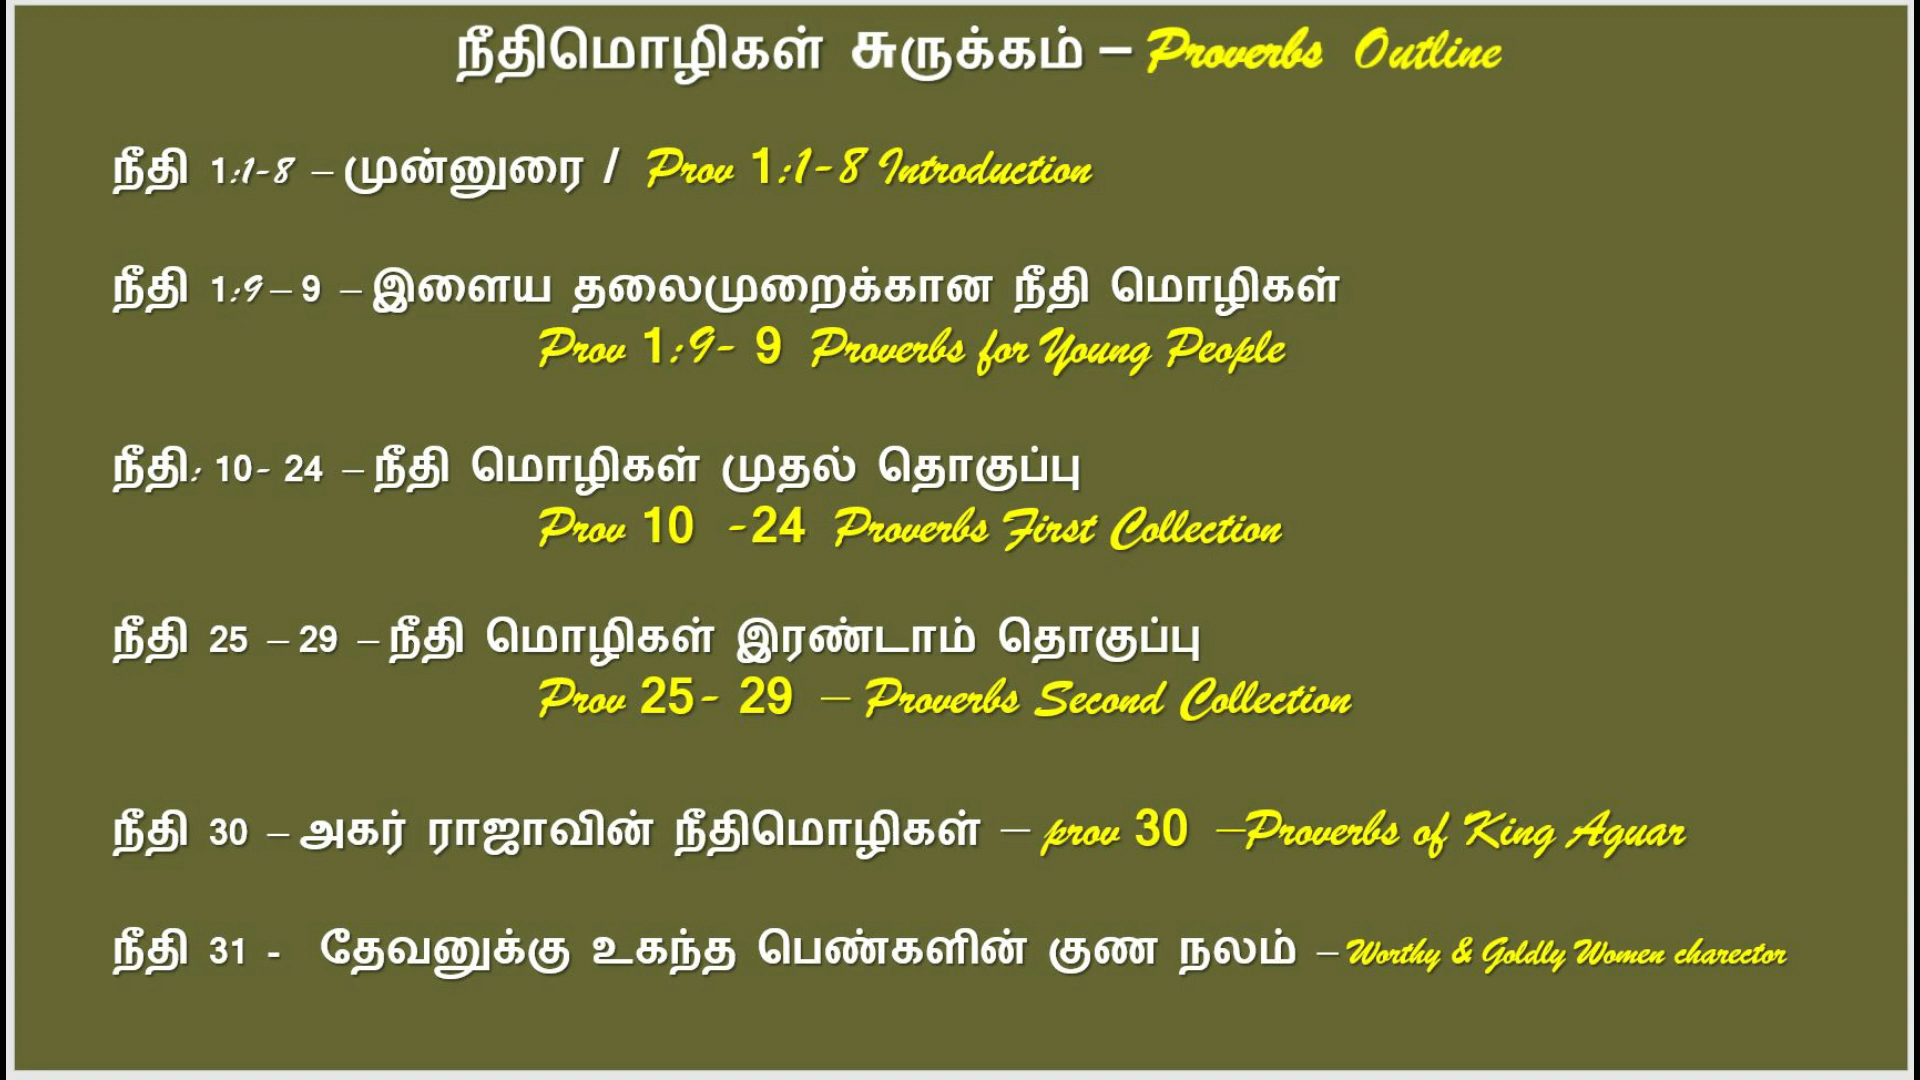 நீதிமொழிகள் சுருக்கம் – Proverbs Outline
நீதி 1:1-8 – முன்னுரை / Prov 1:1-8 Introduction
நீதி 1:9 – 9 – இளைய தலைமுறைக்கான நீதி மொழிகள்
Prov 1:9- 9 Proverbs for Young People
நீதி: 10- 24 – நீதி மொழிகள் முதல் தொகுப்பு
Prov 10 -24 Proverbs First Collection
நீதி 25 – 29 – நீதி மொழிகள் இரண்டாம் தொகுப்பு
Prov 25- 29 – Proverbs Second Collection
நீதி 30 – அகர் ராஜாவின் நீதிமொழிகள் – prov 30 –Proverbs of King Aguar
நீதி 31 - தேவனுக்கு உகந்த பெண்களின் குண நலம் – Worthy & Goldly Women charector